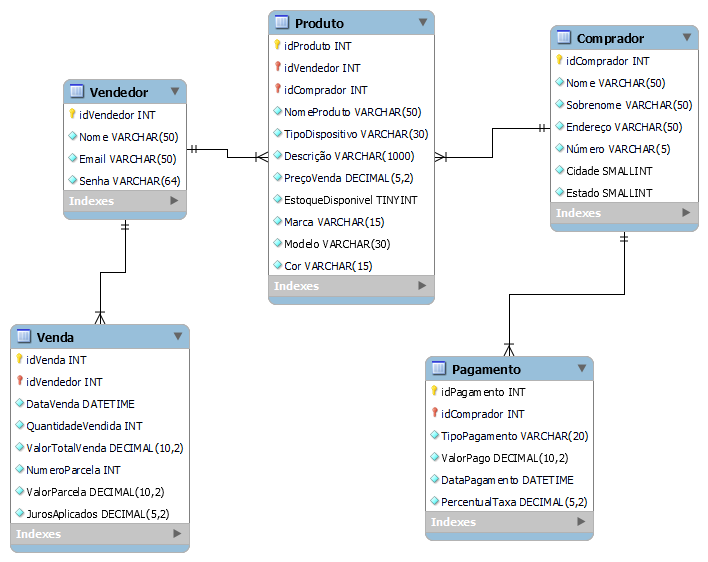 Produto
idProduto INT
idVendedor INT
idComprador INT
NomeProduto VARCHAR(50)
TipoDispositivo VARCHAR(30)
Descrição VARCHAR(1000)
PreçoVenda DECIMAL(5,2)
EstoqueDisponivel TINYINT
Marca VARCHAR(15)
Modelo VARCHAR(30)
Cor VARCHAR(15)
Indexes
Comprador
idComprador INT
Nome VARCHAR(50)
Sobrenome VARCHAR(50)
Endereço VARCHAR(50)
Número VARCHAR(5)
Cidade SMALLINT
Estado SMALLINT
Indexes
Vendedor
idVendedor INT
Nome VARCHAR(50)
Email VARCHAR(50)
Senha VARCHAR(64)
Indexes
Venda
idVenda INT
idVendedor INT
DataVenda DATETIME
QuantidadeVendida INT
ValorTotalVenda DECIMAL(10,2)
NumeroParcela INT
ValorParcela DECIMAL(10,2)
JurosAplicados DECIMAL(5,2)
Indexes
Pagamento
idPagamento INT
idComprador INT
TipoPagamento VARCHAR(20)
ValorPago DECIMAL(10,2)
DataPagamento DATETIME
PercentualTaxa DECIMAL(5,2)
Indexes